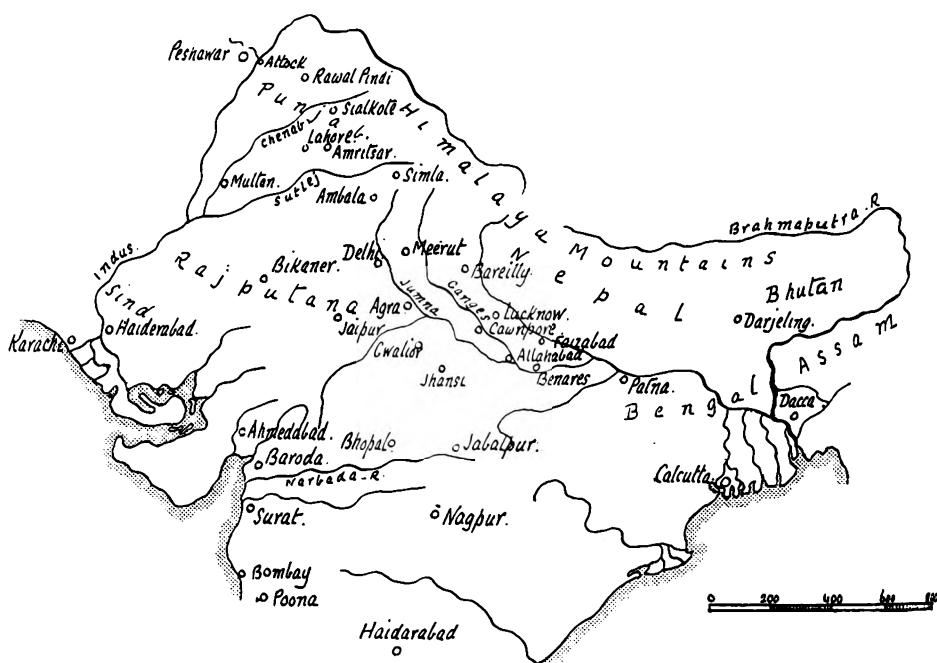 Peshawar
Attock
Rawal Pindi
Punjab
Sialkote
Chenab
Lahore
Amritsar.
Himalaya Mountains
Multan.
Sutlej
Simla.
Ambala
Brahmaputra. R
Indus.
Rajputana
Bikaner.
Delhi
Meerut
Bareilly.
Nepal
Bhutan
Sind
Jumna
Ganges
Agra
Lucknow.
Darjeling.
Karachi
Haiderabad.
Jaipur
Cawnpore
Faizabad
Assam
Gwalior
Allahabad
Jhansi
Benares
Patna.
Bengal
Dacca
Ahmedabad.
Bhopal
Jabalpur.
Baroda.
Narbada-R.
Calcutta.
Surat.
Nagpur.
Bombay
Poona
0 200 400 600 800
Haidarabad